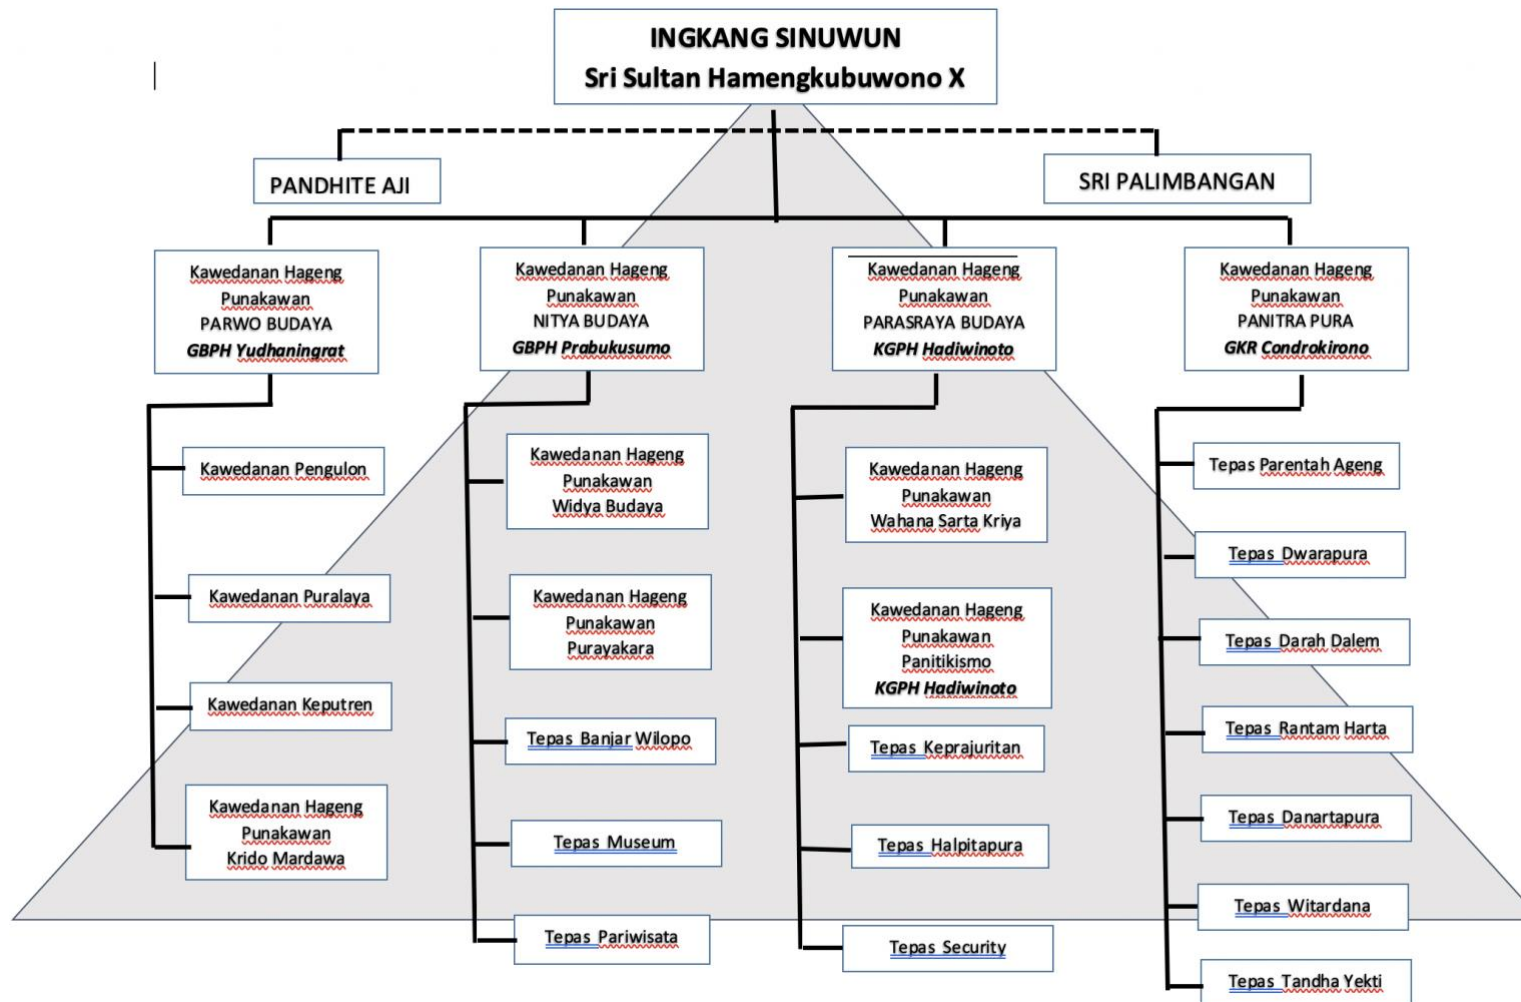 INGKANG SINUWUN
Sri Sultan Hamengkubuwono X
PANDHITE AJI
SRI PALIMBANGAN
Kawedanan Hageng
Punakawan
PARWO BUDAYA
GBPH Yudhaningrat
Kawedanan Hageng
Punakawan
NITYA BUDAYA
GBPH Prabukusumo
Kawedanan Hageng
Punakawan
PARASRAYA BUDAYA
KGPH Hadiwinoto
Kawedanan Hageng
Punakawan
PANITRA PURA
GKR Condrokirono
Kawedanan Pengulon
Kawedanan Puralaya
Kawedanan Keputren
Kawedanan Hageng
Punakawan
Krido Mardawa
Kawedanan Hageng
Punakawan
Widya Budaya
Kawedanan Hageng
Punakawan
Purayakara
Tepas Banjar Wilopo
Tepas Museum
Tepas Pariwisata
Kawedanan Hageng
Punakawan
Wahana Sarta Kriya
Kawedanan Hageng
Punakawan
Panitikismo
KGPH Hadiwinoto
Tepas Keprajuritan
Tepas Halpitapura
Tepas Security
Tepas Parentah Ageng
Tepas Dwarapura
Tepas Darah Dalem
Tepas Rantam Harta
Tepas Danartapura
Tepas Witardana
Tepas Tandha Yekti